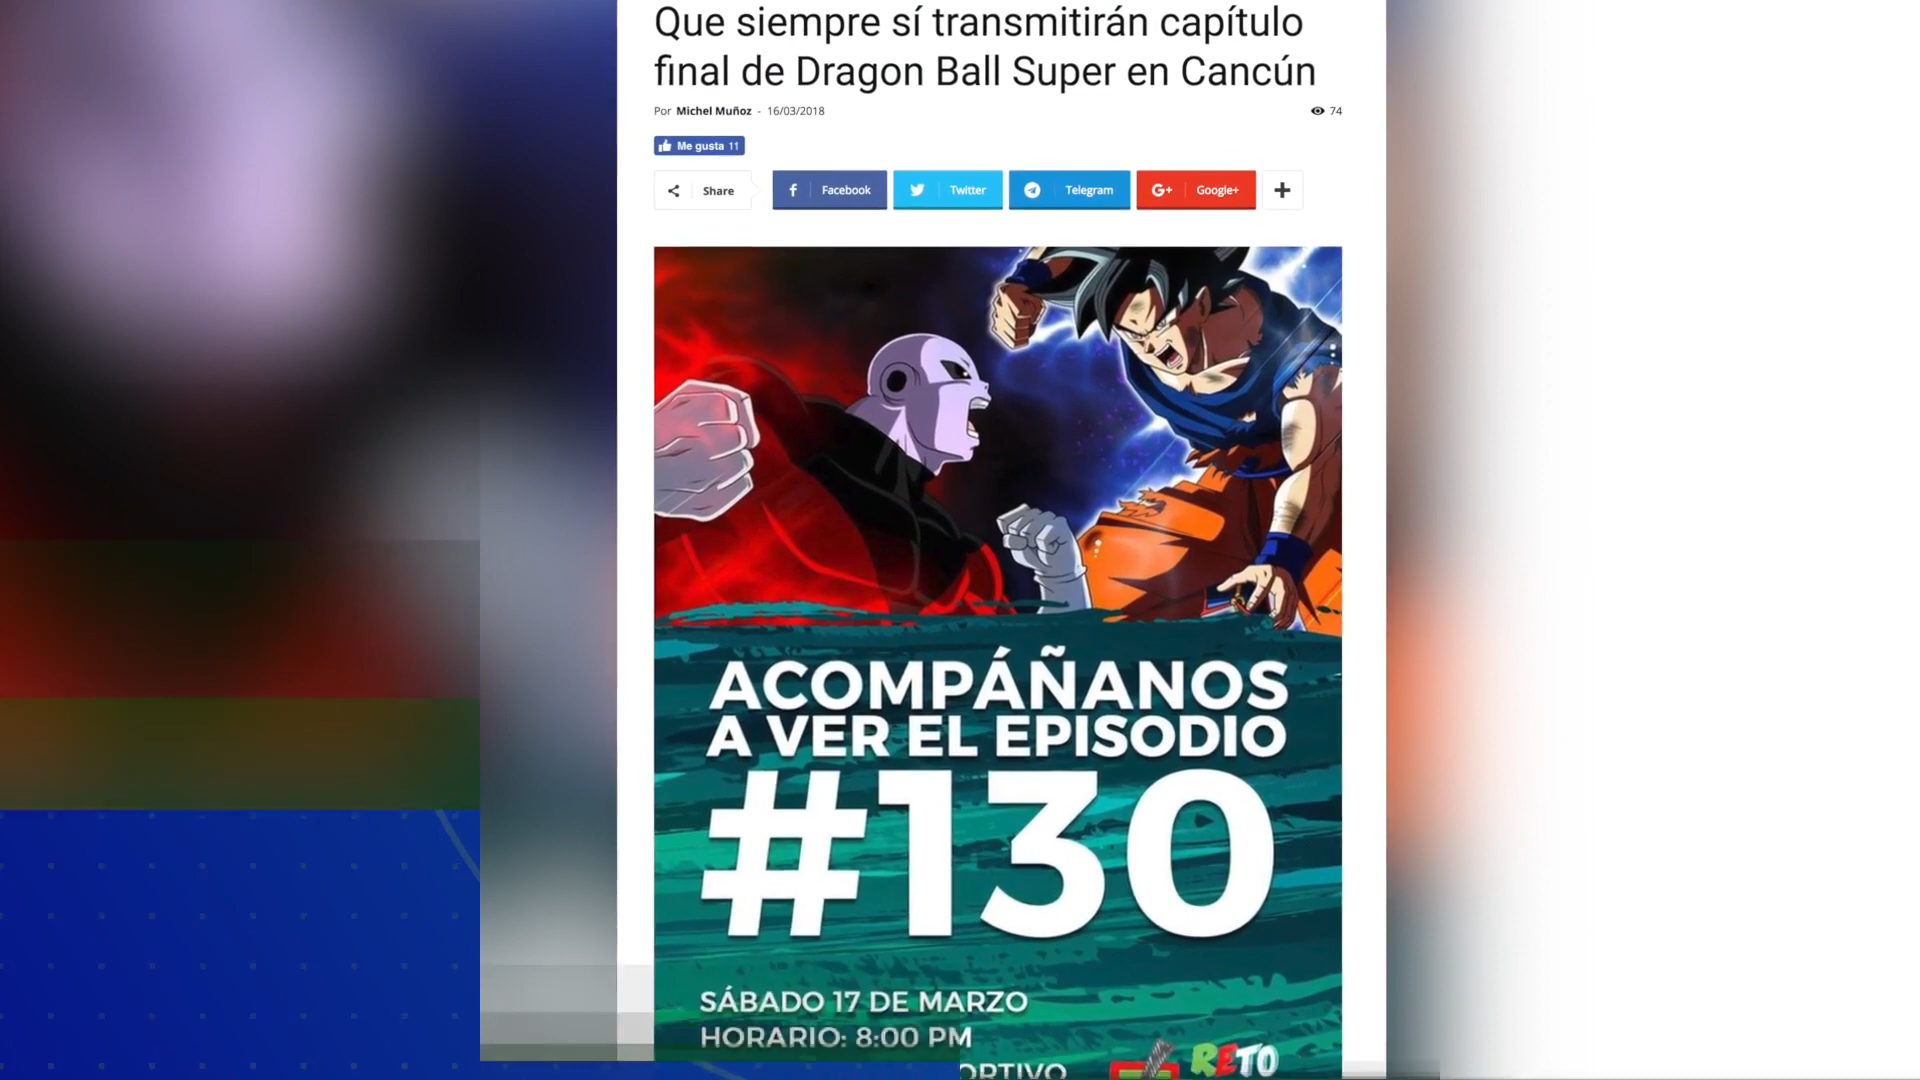 Que siempre sí transmitirán capítulo
final de Dragon Ball Super en Cancún
Por Michel Muñoz - 16/03/2018
74
Me gusta 11
Share
Facebook
Twitter
Telegram
G+ Google+
ACOMPÁÑANOS
A VER EL EPISODIO
#130
SÁBADO 17 DE MARZO
HORARIO: 8:00 PM
RETO